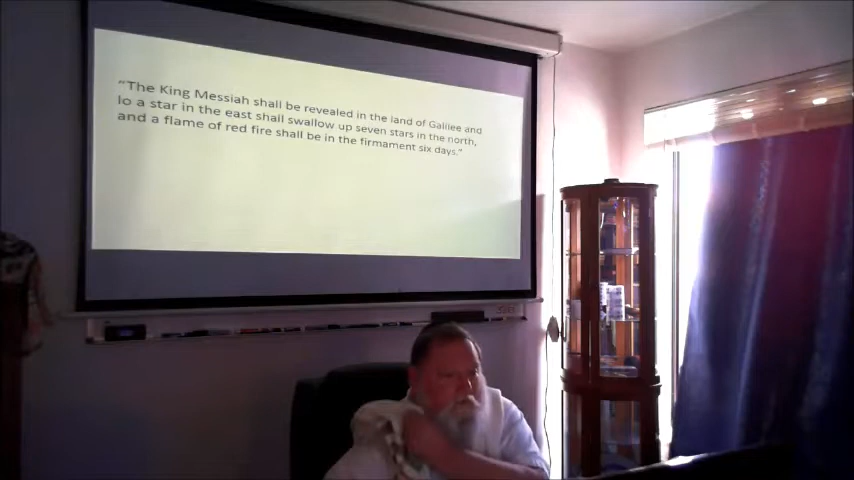 “The King Messiah shall be revealed in the land of Galilee and
lo a star in the east shall swallow up seven stars in the north,
and a flame of red fire shall be in the firmament six days.”